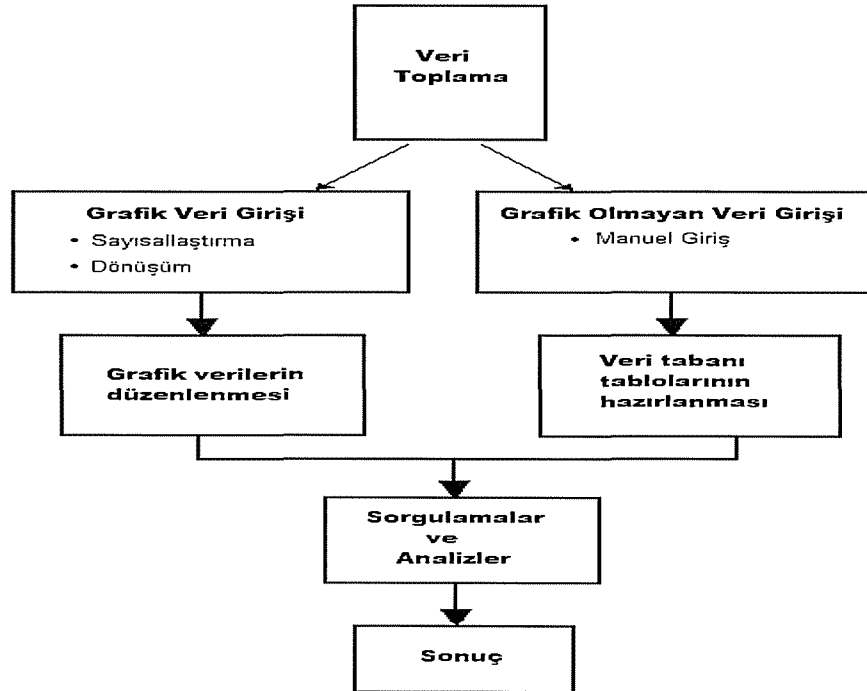 Veri
Toplama
Grafik Veri Girişi
• Sayısallaştırma
• Dönüşüm
Grafik Olmayan Veri Girişi
• Manuel Giriş
Grafik verilerin
düzenlenmesi
Veri tabanı
tablolarının
hazırlanması
Sorgulamalar
ve
Analizler
Sonuç